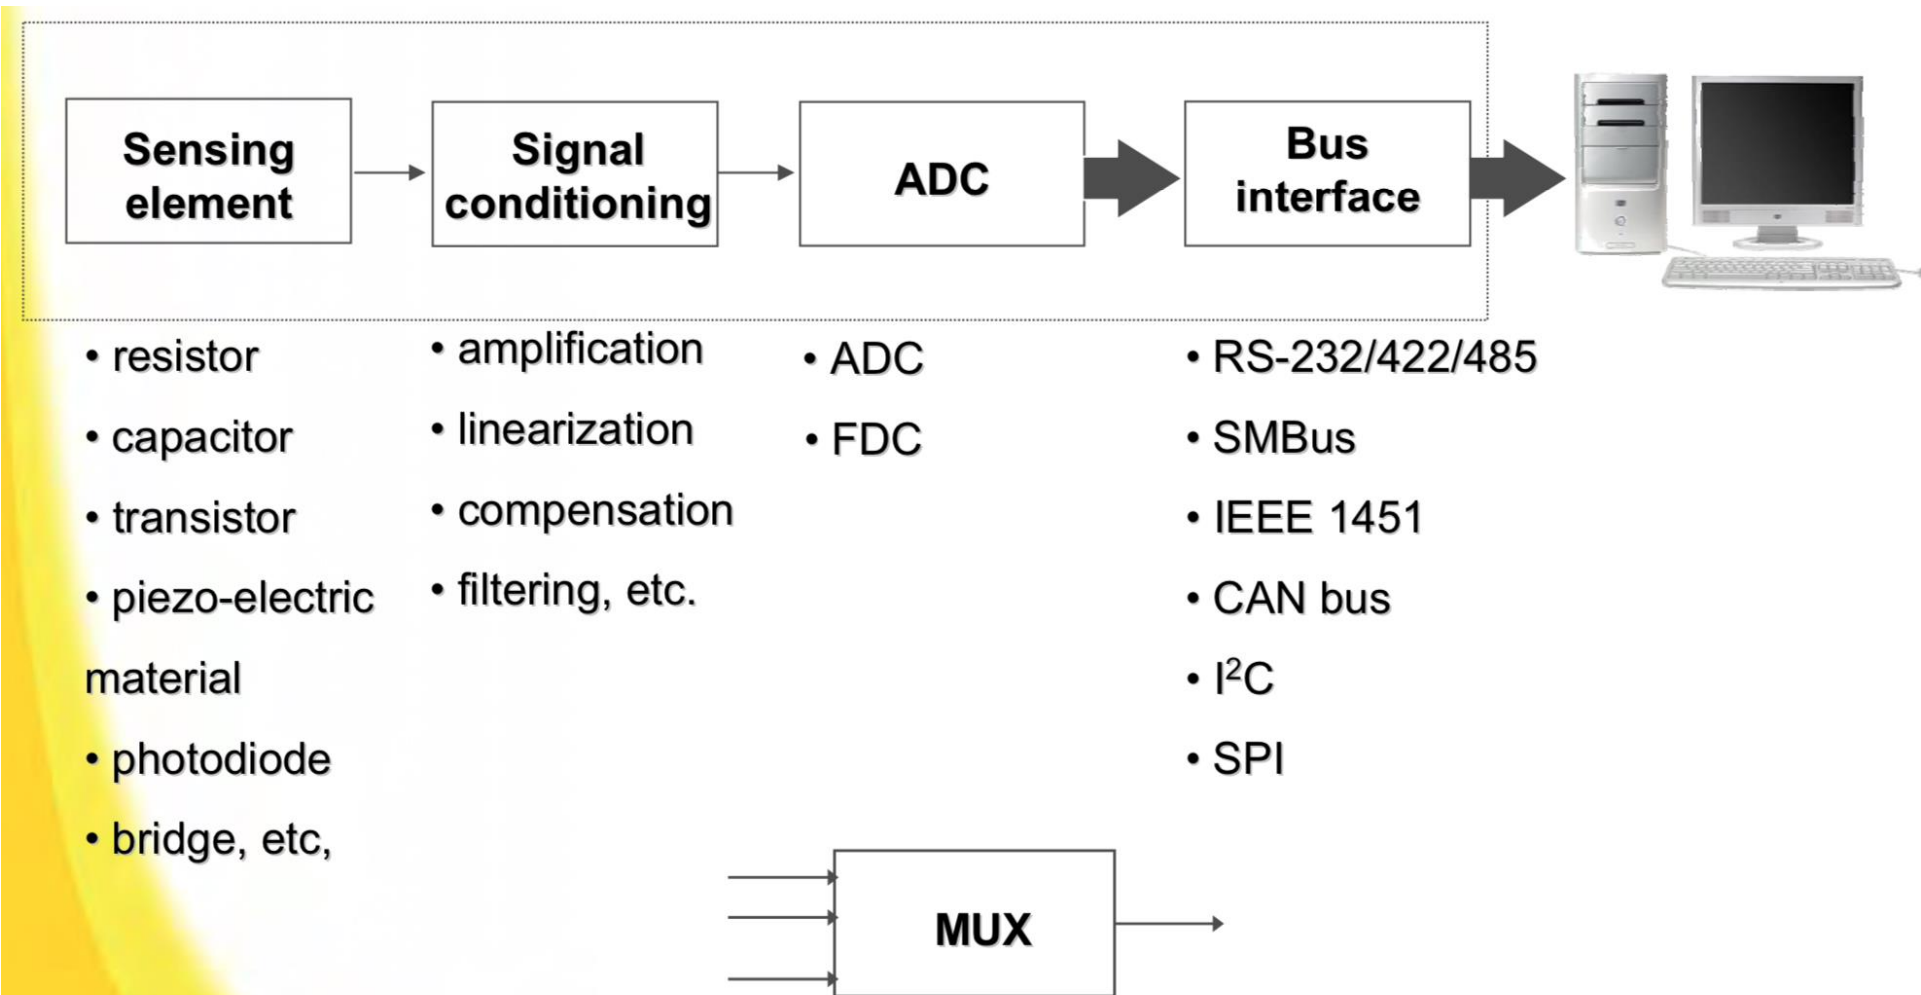 Sensing
element
Signal
conditioning
ADC
Bus
interface
• resistor
• capacitor
• transistor
• piezo-electric
material
• photodiode
• bridge, etc,
• amplification
• linearization
• compensation
• filtering, etc.
• ADC
• FDC
• RS-232/422/485
• SMBus
• IEEE 1451
• CAN bus
• I²C
• SPI
MUX